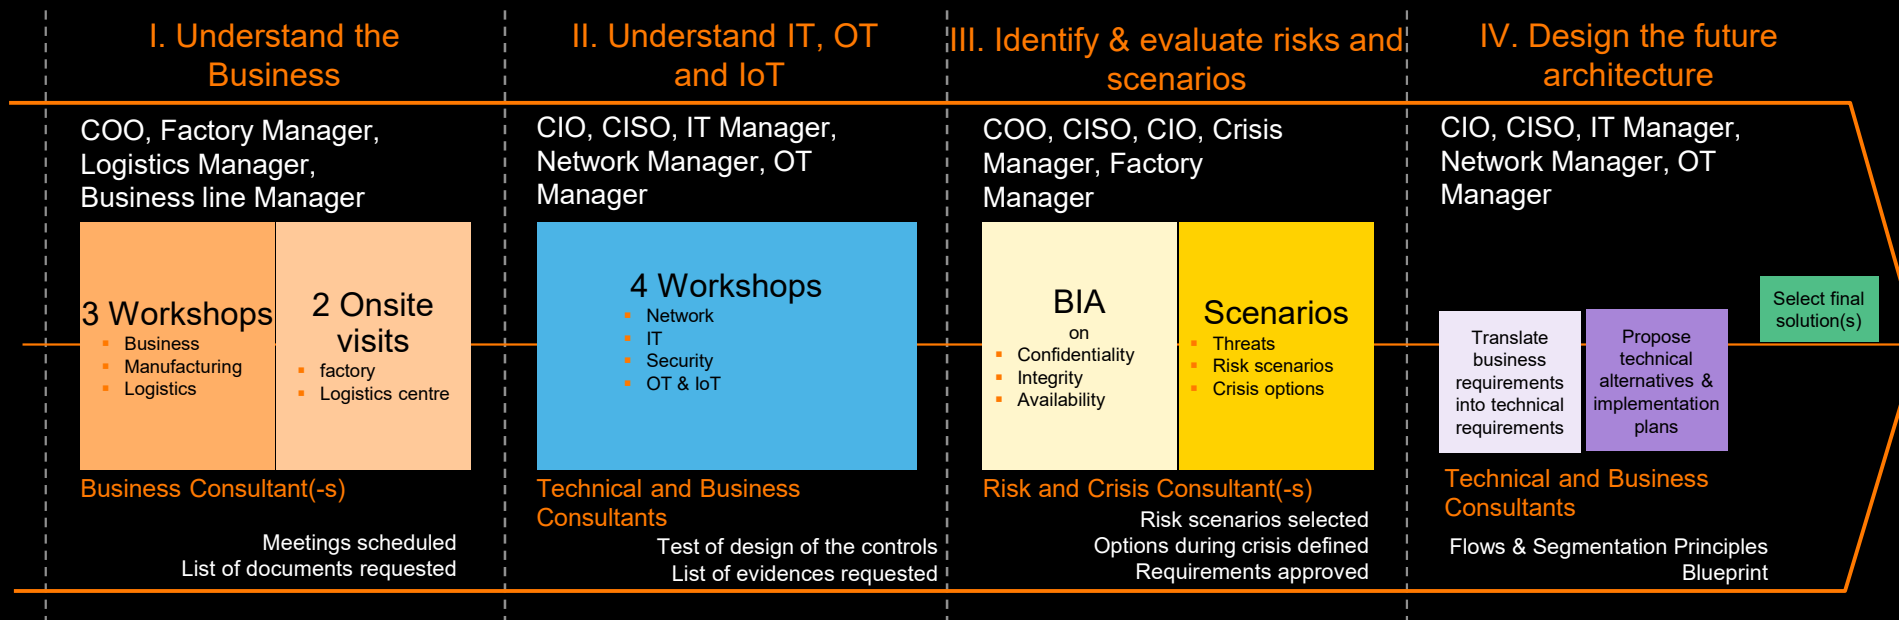 I. Understand the
Business
COO, Factory Manager,
Logistics Manager,
Business line Manager
3 Workshops
Business
Manufacturing
Logistics
2 Onsite
visits
factory
Logistics centre
Business Consultant(-s)
Meetings scheduled
List of documents requested
II. Understand IT, OT
and IoT
CIO, CISO, IT Manager,
Network Manager, OT
Manager
4 Workshops
Network
IT
Security
OT & IoT
Technical and Business
Consultants
Test of design of the controls
List of evidences requested
III. Identify & evaluate risks and
scenarios
COO, CISO, CIO, Crisis
Manager, Factory
Manager
BIA
on
Confidentiality
Integrity
Availability
Scenarios
Threats
Risk scenarios
Crisis options
Risk and Crisis Consultant(-s)
Risk scenarios selected
Options during crisis defined
Requirements approved
IV. Design the future
architecture
CIO, CISO, IT Manager,
Network Manager, OT
Manager
Translate
business
requirements
into technical
requirements
Propose
technical
alternatives &
implementation
plans
Select final
solution(s)
Technical and Business
Consultants
Flows & Segmentation Principles
Blueprint